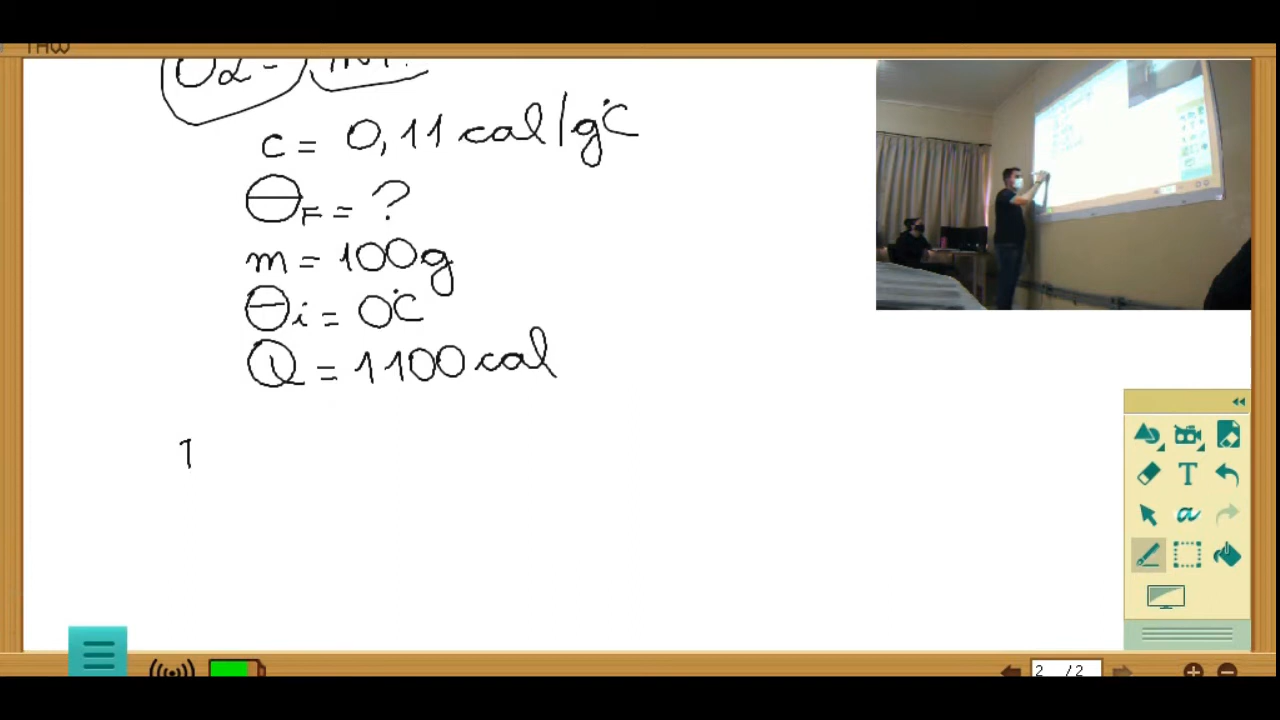 c = 0,11 cal/g°C
ΘF = ?
m = 100g
Θi = 0°C
Q = 1100 cal
1
T
a
2 /2